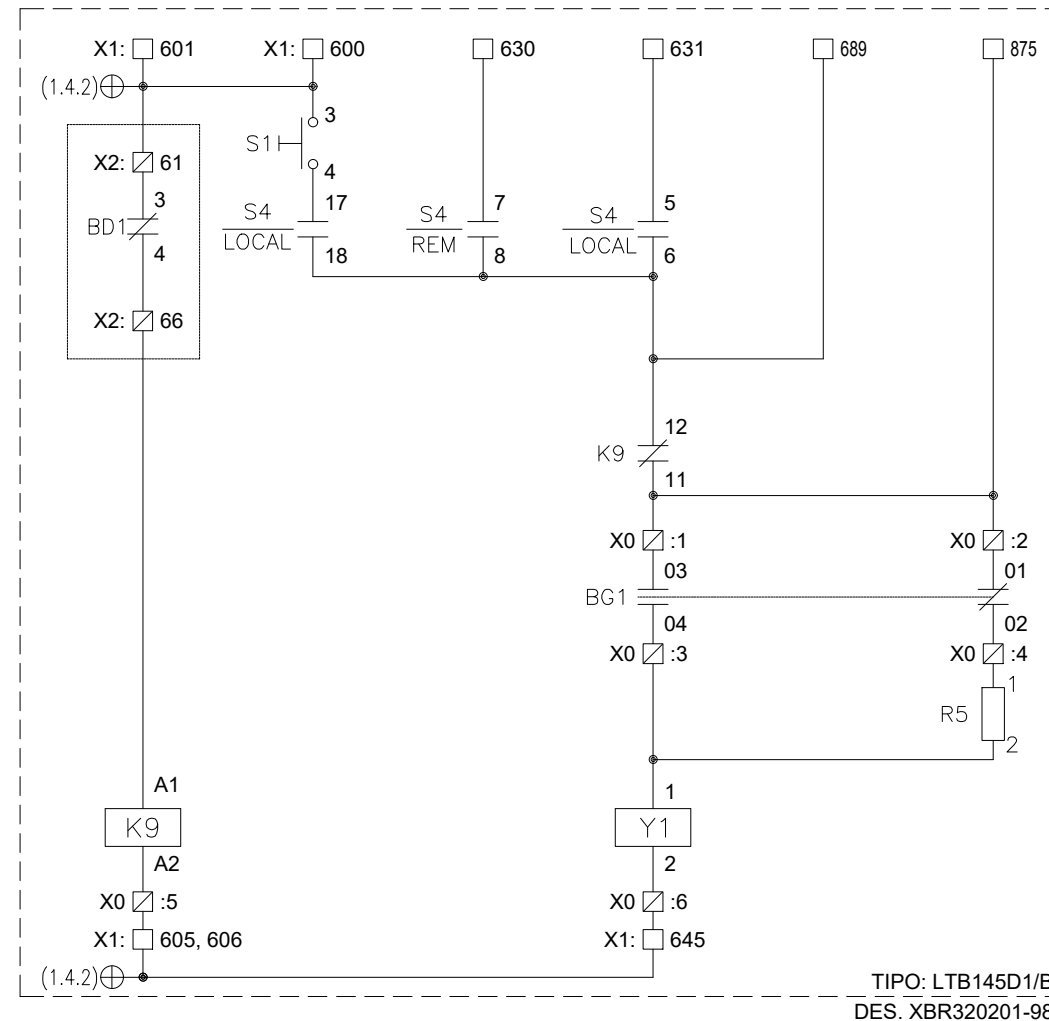 X1: 601
X1: 600
630
631
689
875
(1.4.2)
3
S1
4
X2: 61
3
BD1
4
X2: 66
17
S4
LOCAL
18
7
S4
REM
8
5
S4
LOCAL
6
12
K9
11
X0 :1
X0 :2
03
01
BG1
04
02
X0 :3
X0 :4
1
R5
2
A1
K9
A2
1
Y1
2
X0 :5
X0 :6
X1: 605, 606
X1: 645
(1.4.2)
TIPO: LTB145D1/B
DES. XBR320201-98